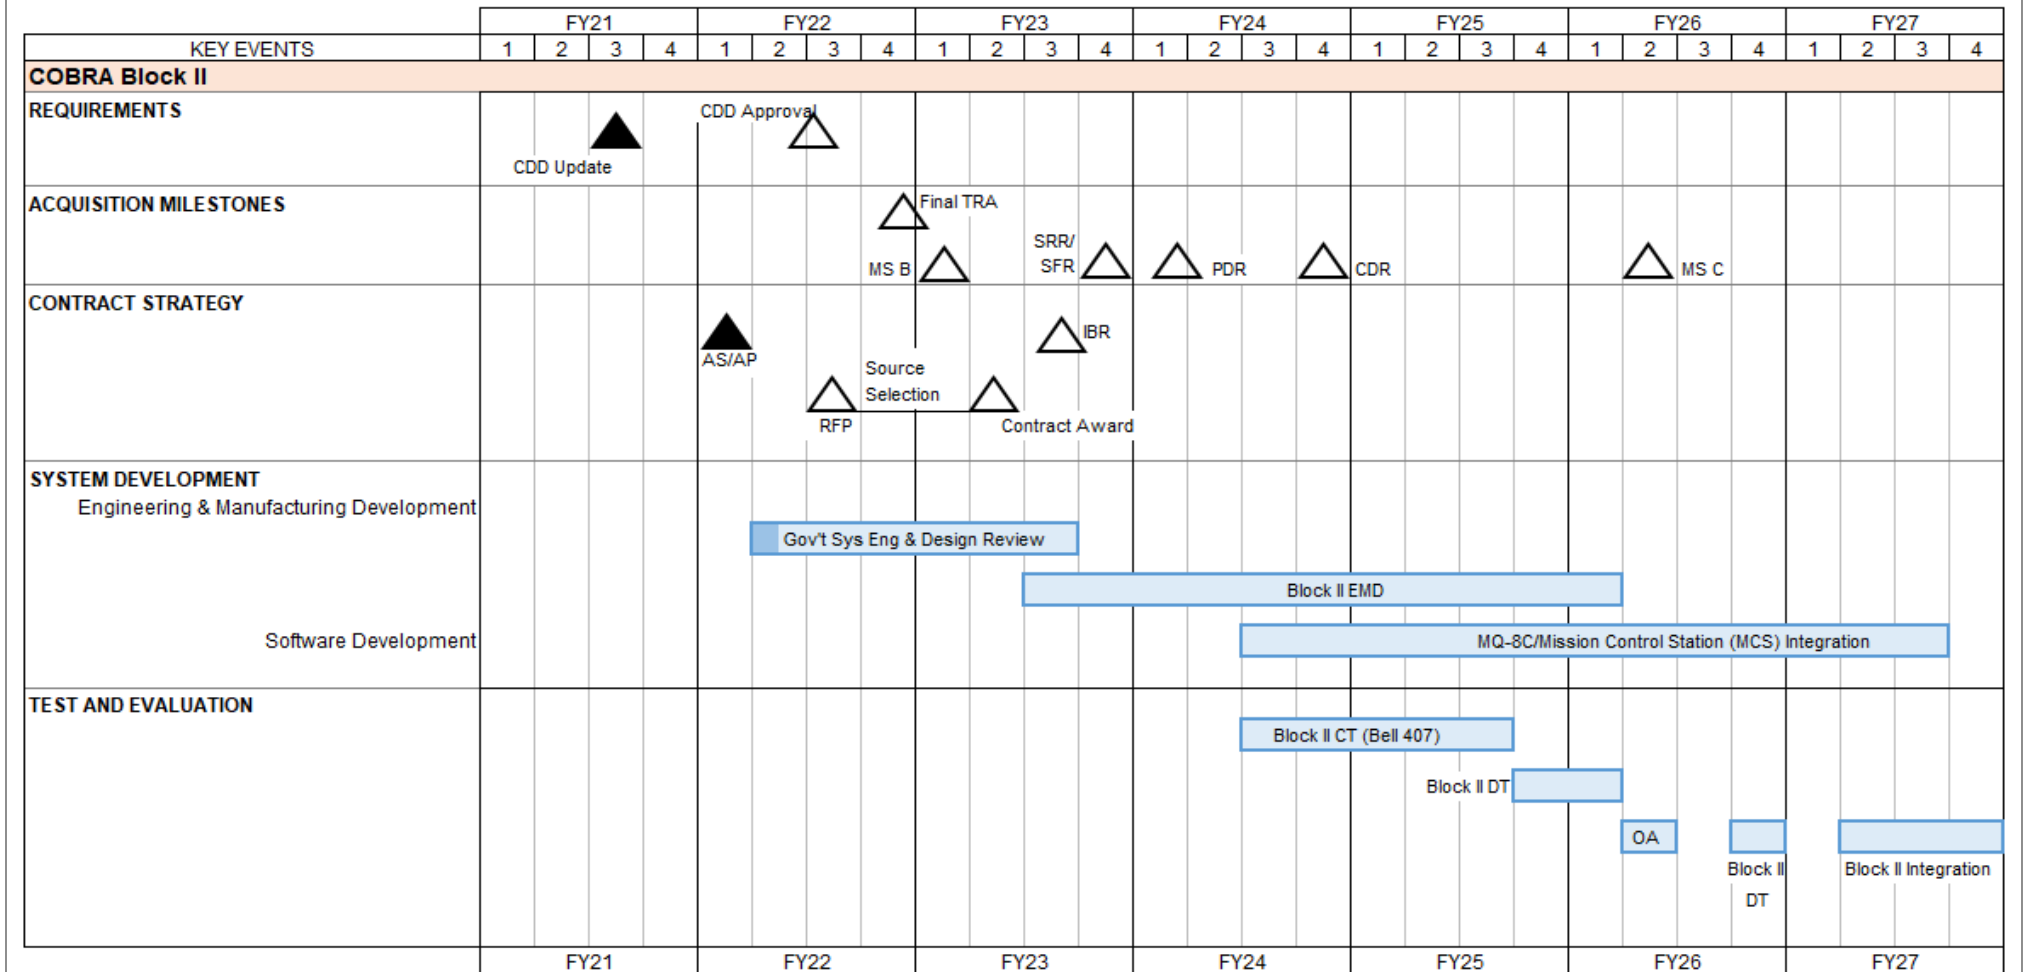 FY21 FY22 FY23 FY24 FY25 FY26 FY27
KEY EVENTS 1 2 3 4 1 2 3 4 1 2 3 4 1 2 3 4 1 2 3 4 1 2 3 4 1 2 3 4
COBRA Block II
REQUIREMENTS
CDD Approval
CDD Update
ACQUISITION MILESTONES
Final TRA
MS B
SRR/
SFR
PDR
CDR
MS C
CONTRACT STRATEGY
AS/AP
IBR
Source
Selection
RFP
Contract Award
SYSTEM DEVELOPMENT
Engineering & Manufacturing Development
Gov't Sys Eng & Design Review
Block II EMD
Software Development
MQ-8C/Mission Control Station (MCS) Integration
TEST AND EVALUATION
Block II CT (Bell 407)
Block II DT
OA
Block II
DT
Block II Integration
FY21 FY22 FY23 FY24 FY25 FY26 FY27